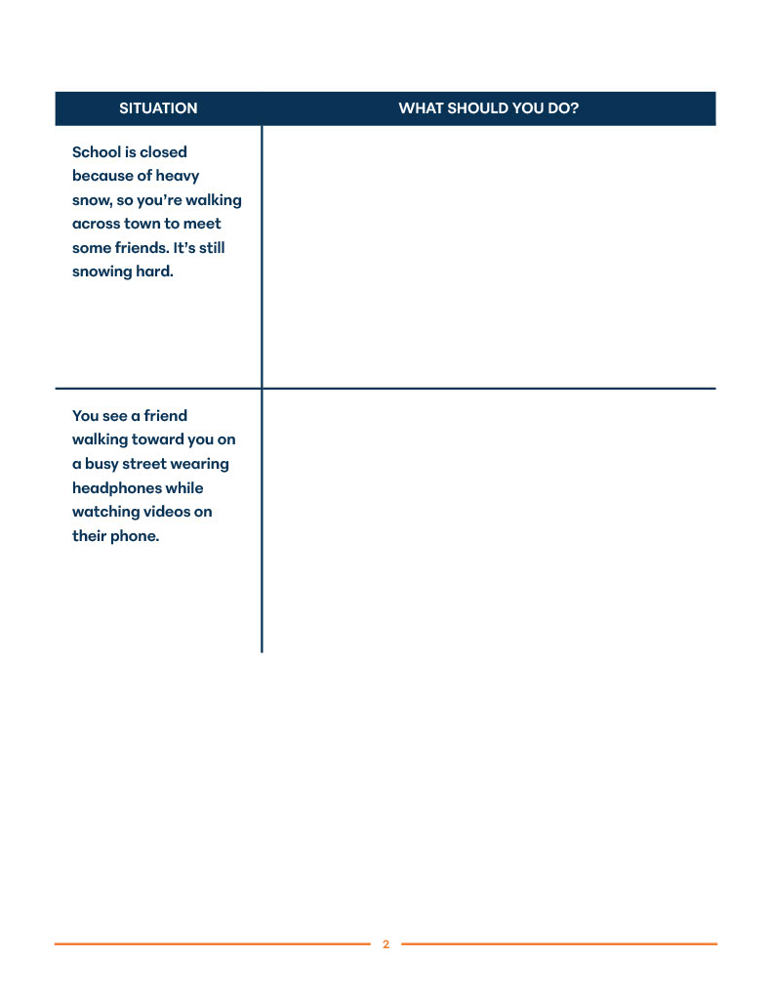 SITUATION
WHAT SHOULD YOU DO?
School is closed
because of heavy
snow, so you’re walking
across town to meet
some friends. It’s still
snowing hard.
You see a friend
walking toward you on
a busy street wearing
headphones while
watching videos on
their phone.
2